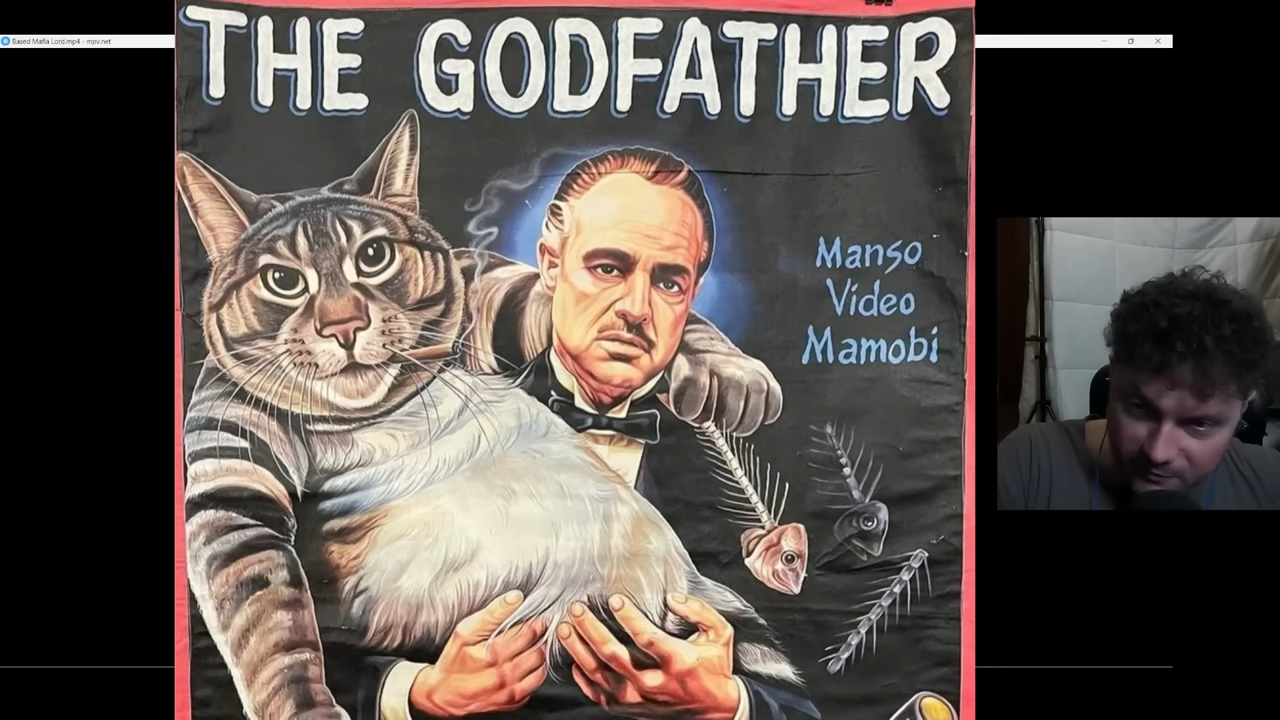 Based Mafia Lord.mp4 - mpv.net
THE GODFATHER
Manso
Video
Mamobi